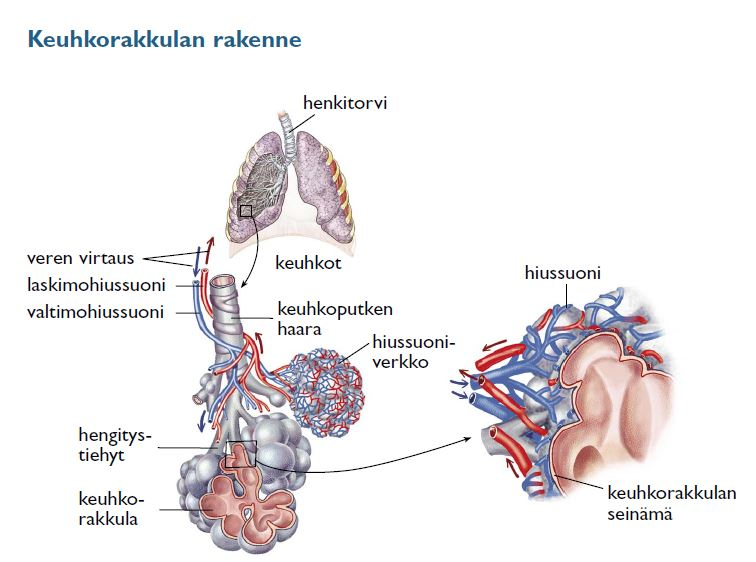 Keuhkorakkulan rakenne
henkitorvi
keuhkot
veren virtaus
laskimohiussuoni
valtimohiussuoni
keuhkoputken
haara
hiussuoni-
verkko
hengitys-
tiehyt
keuhko-
rakkula
hiussuoni
keuhkorakkulan
seinämä